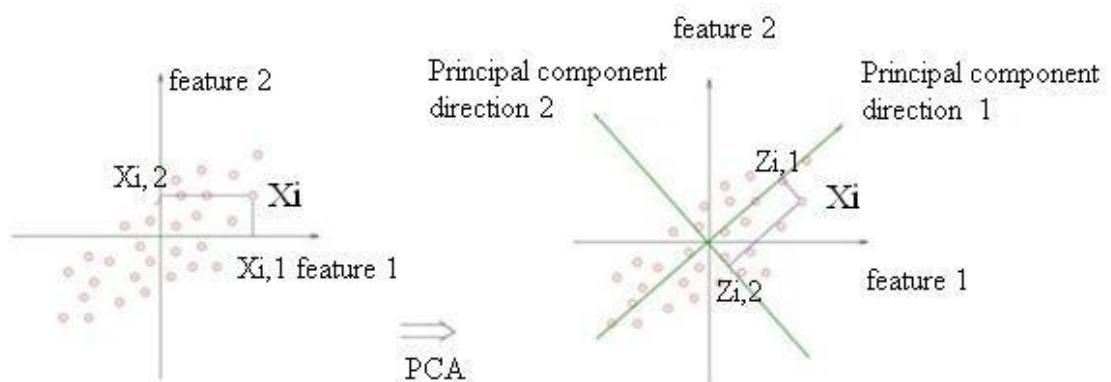 feature 2
Xi,2
Xi
Xi,1 feature 1
PCA
feature 2
Principal component
direction 2
Principal component
direction 1
Zi,1
Xi
Zi,2
feature 1